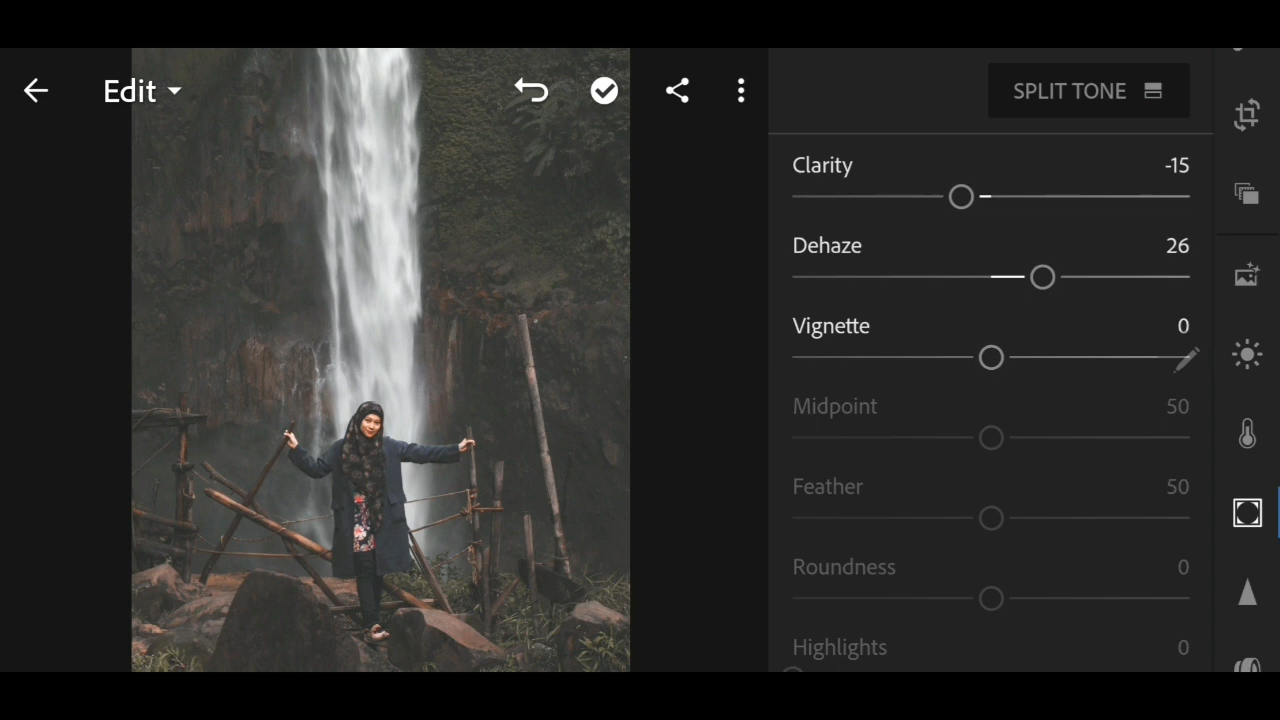 Edit
SPLIT TONE
Clarity -15
Dehaze 26
Vignette 0
Midpoint 50
Feather 50
Roundness 0
Highlights 0